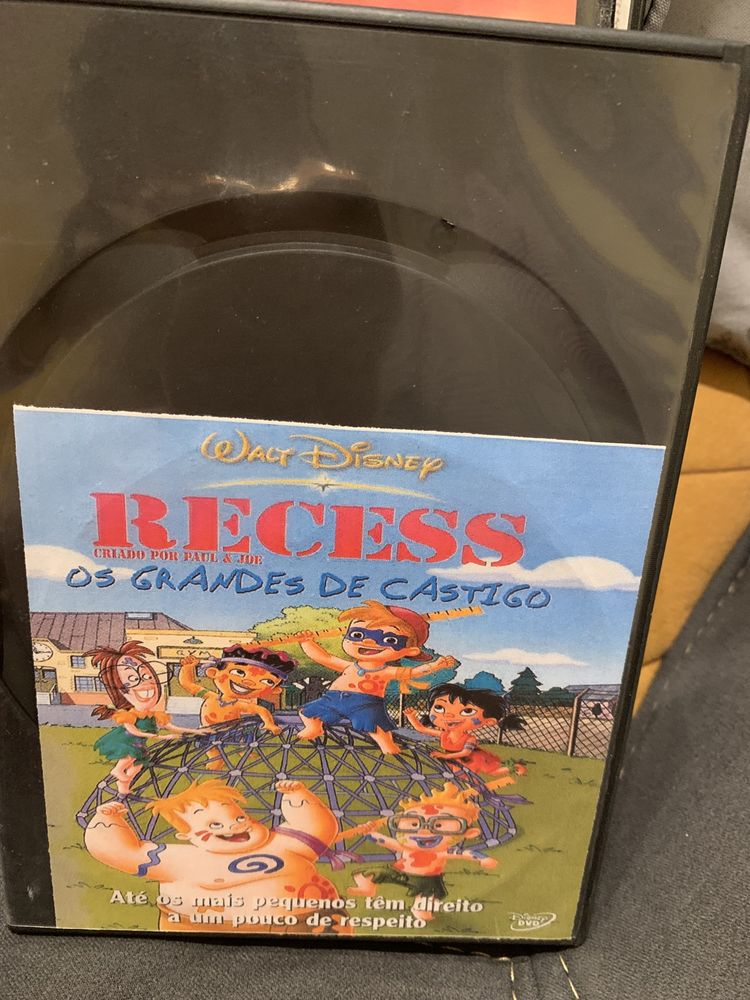 WALT DISNEY
RECESS
CRIADO POR PAUL & JOE
OS GRANDES DE CASTIGO
GYM
Até os mais pequenos têm direito
a um pouco de respeito
Disney
DVD